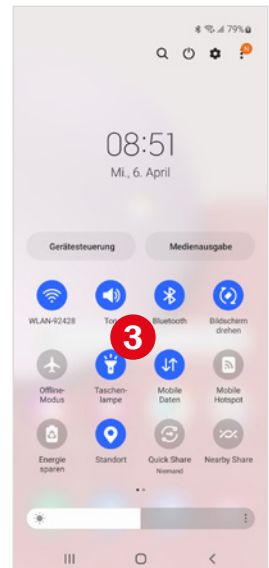 79%
N
08:51
Mi., 6. April
Gerätesteuerung Medienausgabe
WLAN-92428 Ton Bluetooth Bildschirm
drehen
3
Offline- Taschen- Mobile Mobile
Modus lampe Daten Hotspot
Energie Standort Quick Share Nearby Share
sparen Niemand